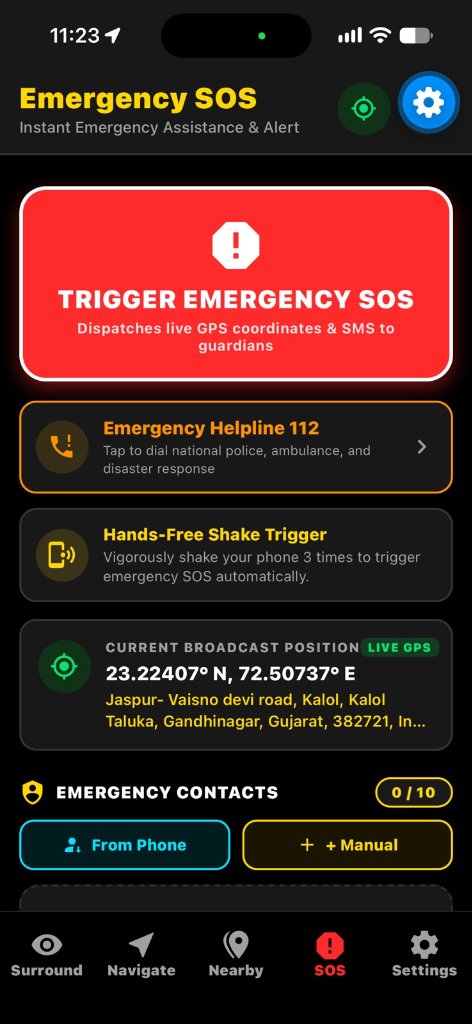 11:23
Emergency SOS
Instant Emergency Assistance & Alert
TRIGGER EMERGENCY SOS
Dispatches live GPS coordinates & SMS to
guardians
Emergency Helpline 112
Tap to dial national police, ambulance, and
disaster response
Hands-Free Shake Trigger
Vigorously shake your phone 3 times to trigger
emergency SOS automatically.
CURRENT BROADCAST POSITION LIVE GPS
23.22407° N, 72.50737° E
Jaspur- Vaisno devi road, Kalol, Kalol
Taluka, Gandhinagar, Gujarat, 382721, In...
EMERGENCY CONTACTS 0 / 10
From Phone + + Manual
Surround Navigate Nearby SOS Settings